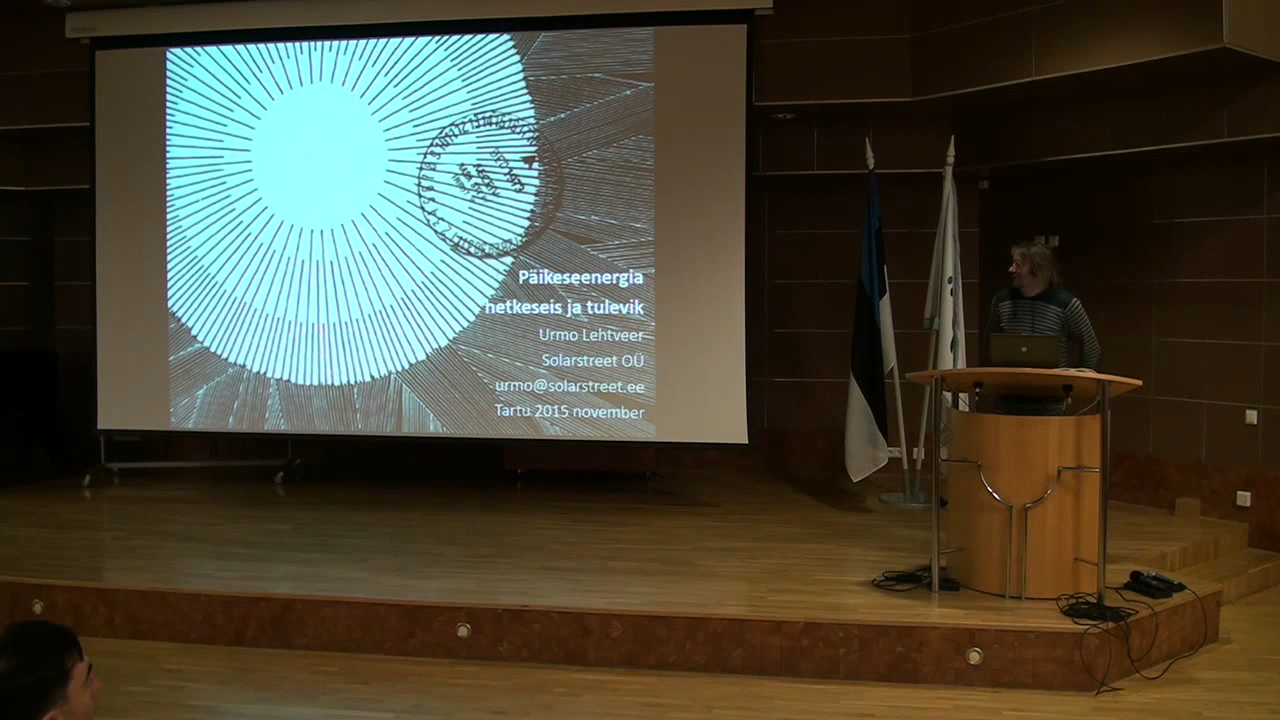 Päikeseenergia
hetkeseis ja tulevik
Urmo Lehtveer
Solarstreet OÜ
urmo@solarstreet.ee
Tartu 2015 november